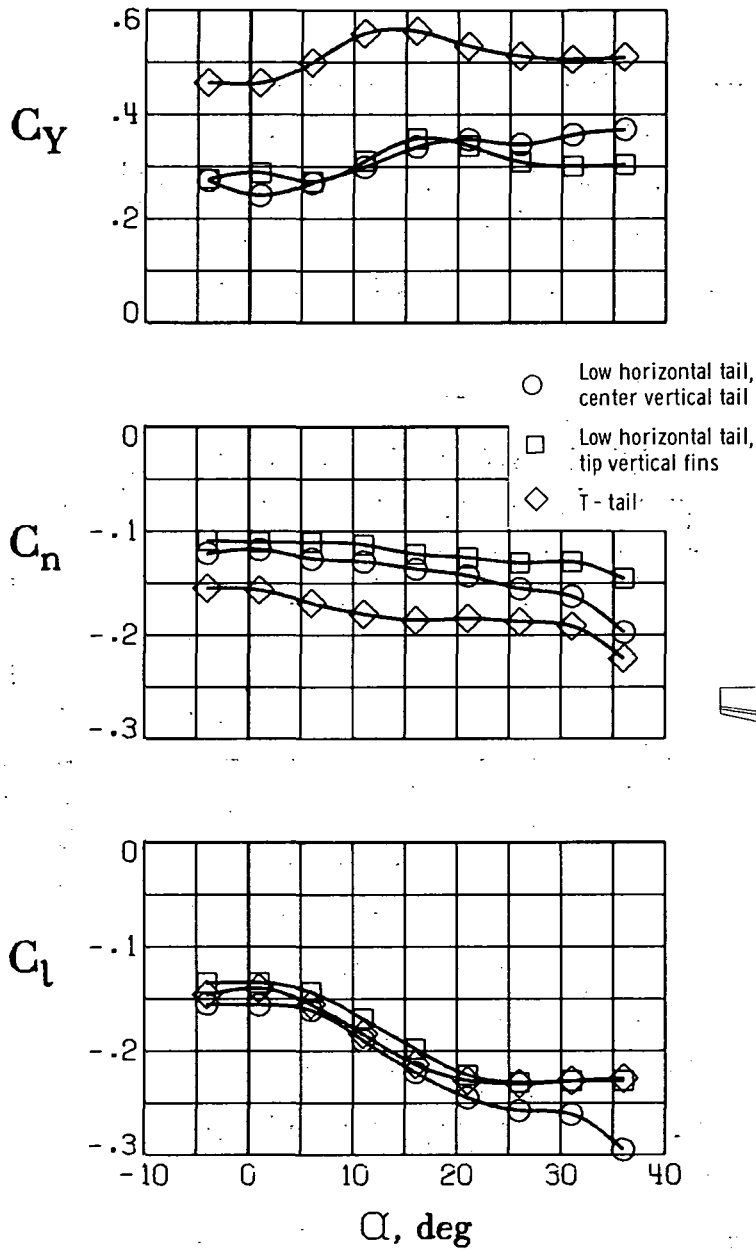 .6
.4
C_Y
.2
0
Low horizontal tail,
center vertical tail
Low horizontal tail,
tip vertical fins
T - tail
0
-.1
C_n
-.2
-.3
0
-.1
C_l
-.2
-.3
-10 0 10 20 30 40
α, deg